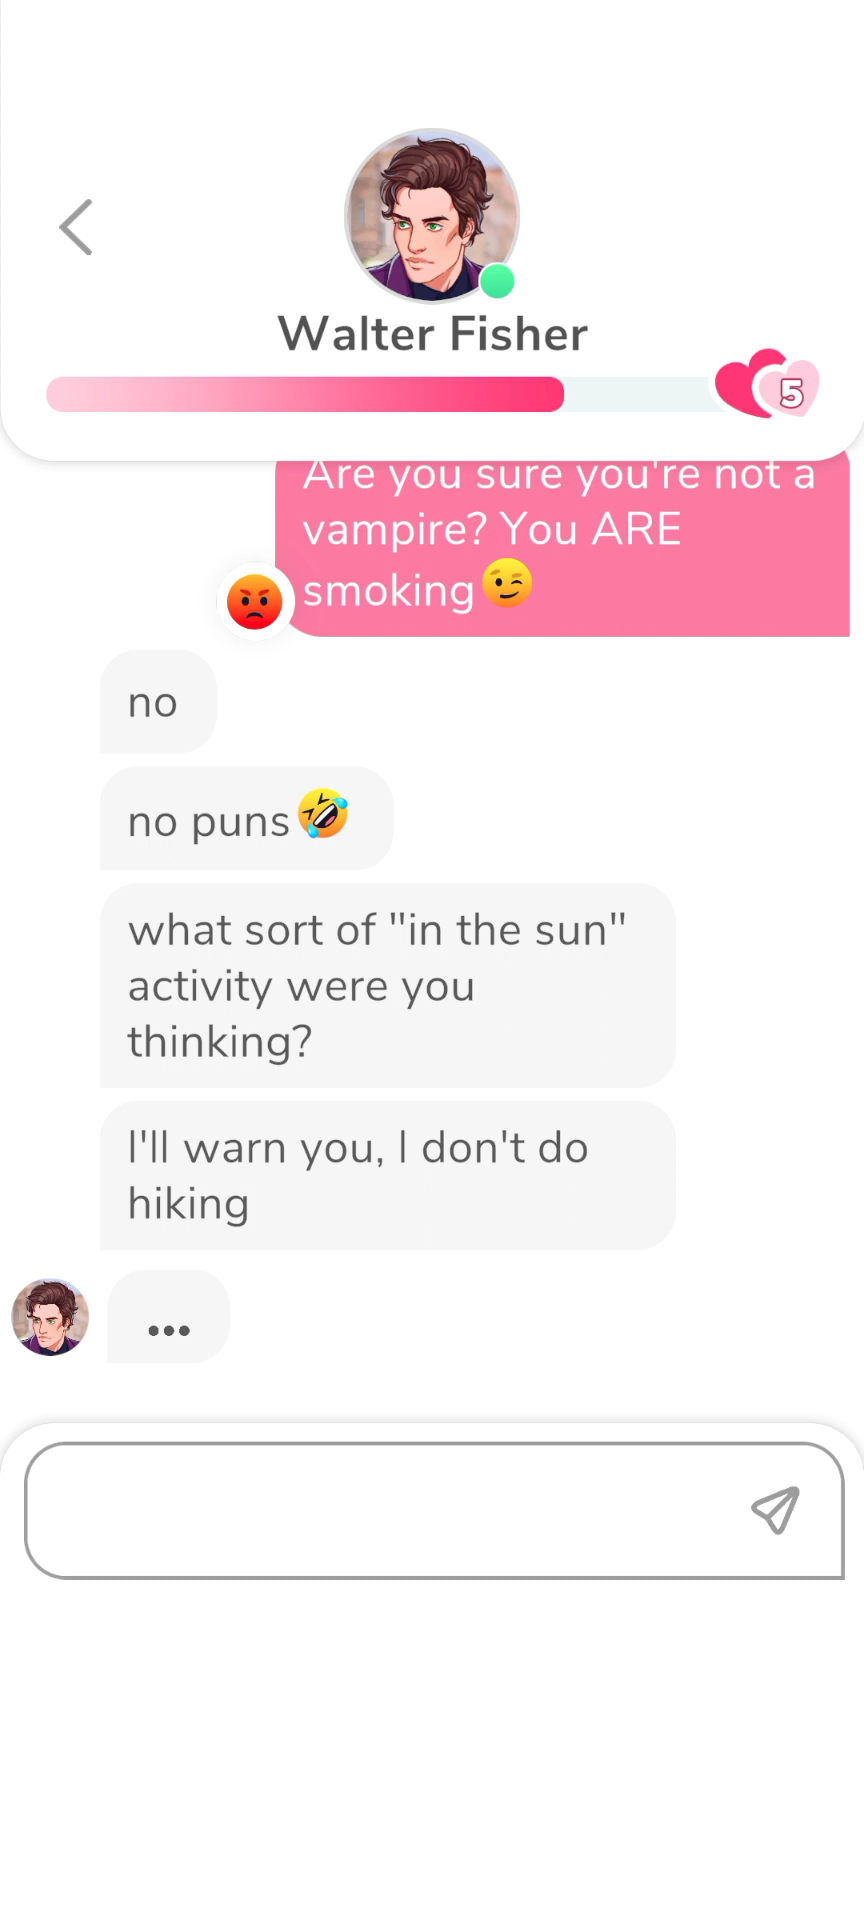 Walter Fisher
5
Are you sure you're not a
vampire? You ARE
smoking😉
😡
no
no puns🤣
what sort of "in the sun"
activity were you
thinking?
I'll warn you, I don't do
hiking
...